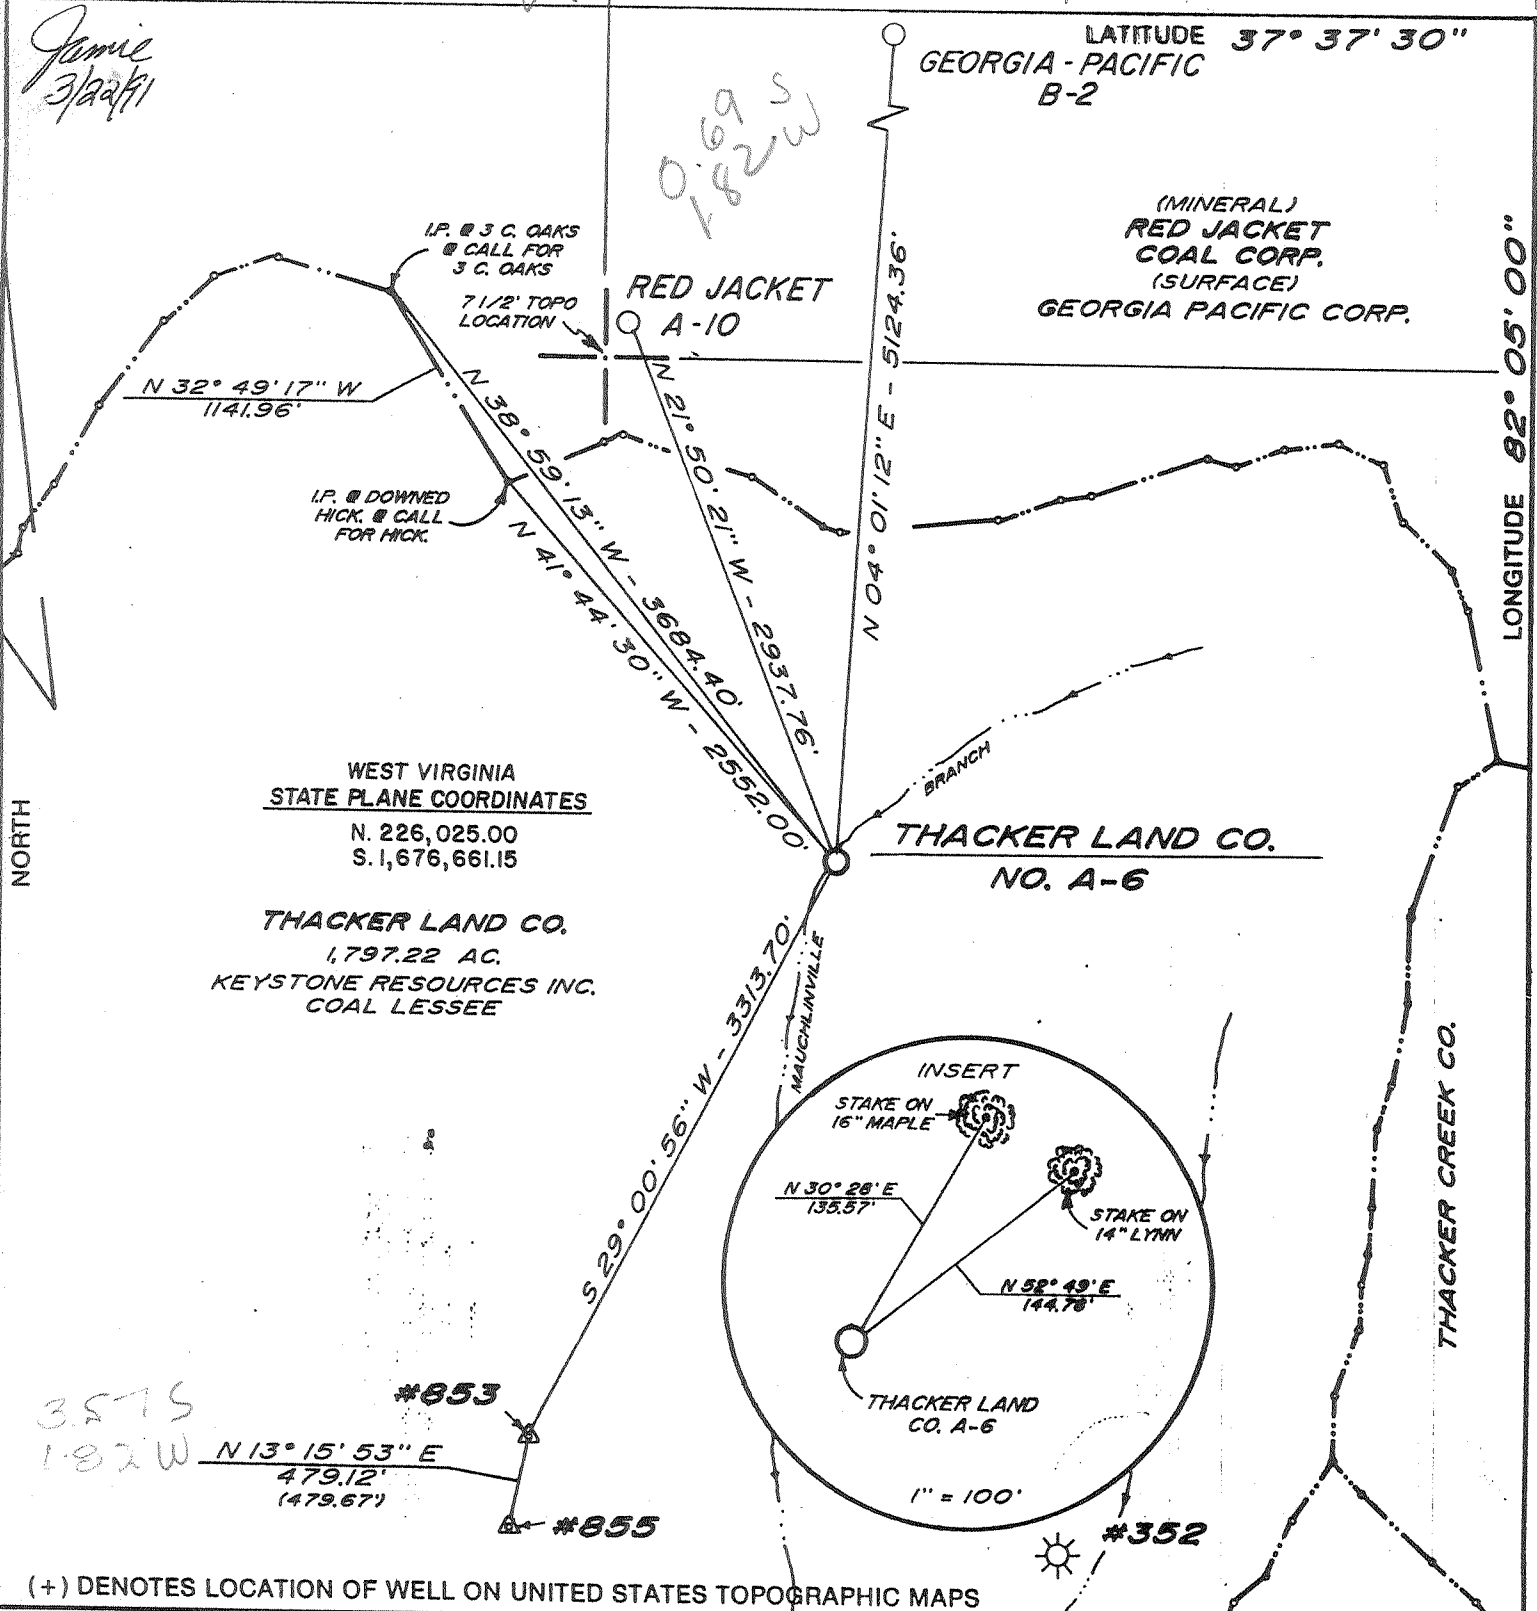 Jamie
3/22/91
LATITUDE 37° 37' 30"
GEORGIA - PACIFIC
B-2
0.69 S
1.82 W
(MINERAL)
RED JACKET
COAL CORP.
(SURFACE)
GEORGIA PACIFIC CORP.
LONGITUDE 82° 05' 00"
I.P. @ 3 C. OAKS
@ CALL FOR
3 C. OAKS
7 1/2' TOPO
LOCATION
RED JACKET
A-10
N 32° 49' 17" W
1141.96'
N 38° 59' 13" W - 3684.40'
N 21° 50' 21" W - 2937.76'
N 04° 01' 12" E - 5124.36'
I.P. @ DOWNED
HICK. @ CALL
FOR HICK.
N 41° 44' 30" W - 2552.00'
BRANCH
NORTH
WEST VIRGINIA
STATE PLANE COORDINATES
N. 226,025.00
S. 1,676,661.15
THACKER LAND CO.
NO. A-6
THACKER LAND CO.
1,797.22 AC.
KEYSTONE RESOURCES INC.
COAL LESSEE
MAUCHLINVILLE
S 29° 00' 56" W - 3313.70'
INSERT
STAKE ON
16" MAPLE
N 30° 28' E
135.57'
STAKE ON
14" LYNN
N 52° 49' E
144.78'
THACKER LAND
CO. A-6
1" = 100'
THACKER CREEK CO.
#853
3.57 S
1.82 W
N 13° 15' 53" E
479.12'
(479.67')
#855
#352
(+) DENOTES LOCATION OF WELL ON UNITED STATES TOPOGRAPHIC MAPS